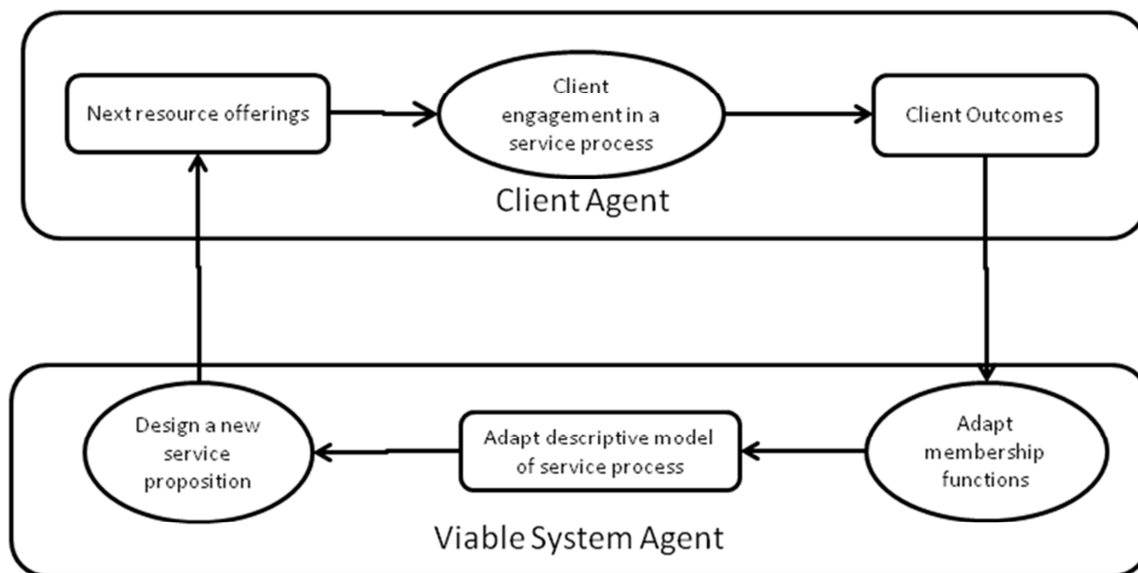 Next resource offerings
Client
engagement in a
service process
Client Outcomes
Client Agent
Design a new
service
proposition
Adapt descriptive model
of service process
Adapt
membership
functions
Viable System Agent